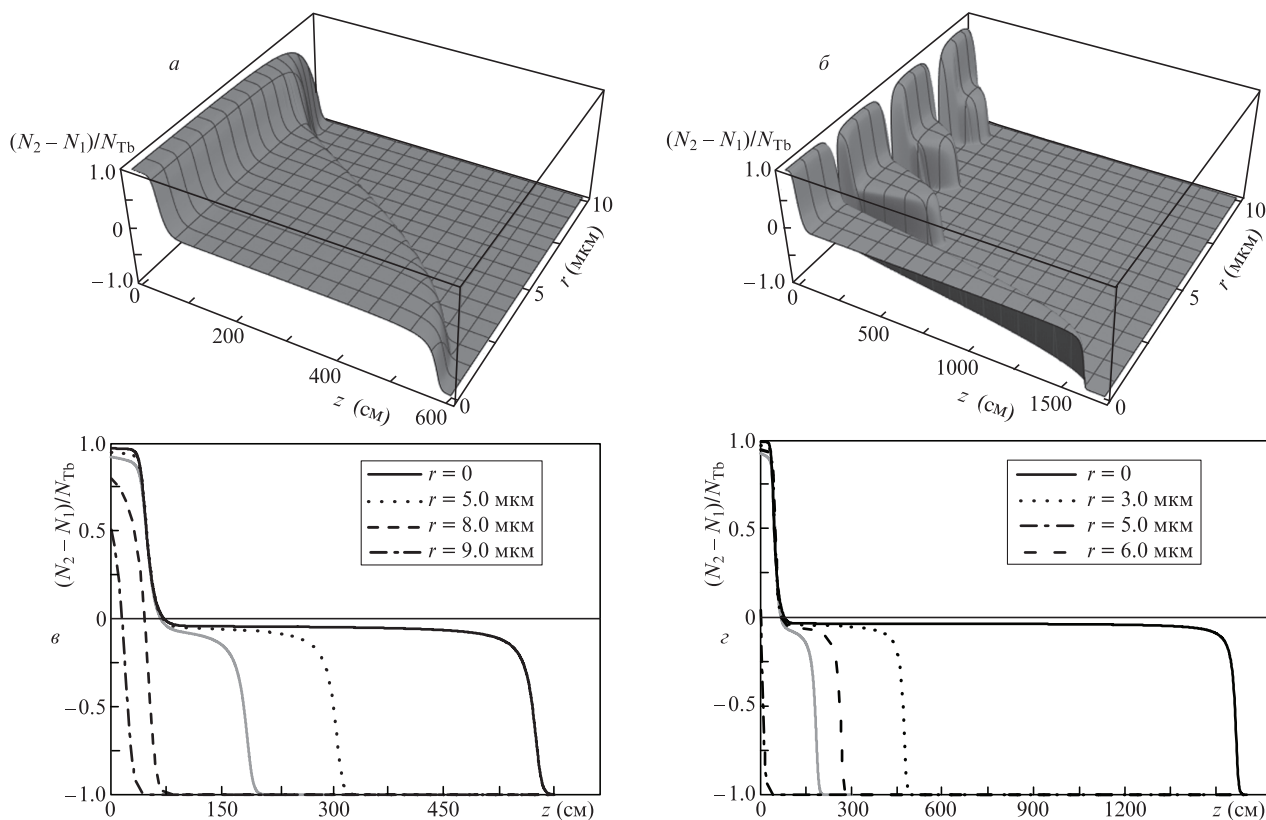 а
(N₂ – N₁)/N_Tb
1.0
0
–1.0
0
200
400
600
z (см)
0
5
10
r (мкм)
б
(N₂ – N₁)/N_Tb
1.0
0
–1.0
0
500
1000
1500
z (см)
0
5
10
r (мкм)
в
(N₂ – N₁)/N_Tb
1.0
0.5
0
–0.5
–1.0
r = 0
r = 5.0 мкм
r = 8.0 мкм
r = 9.0 мкм
0 150 300 450 z (см)
г
(N₂ – N₁)/N_Tb
1.0
0.5
0
–0.5
–1.0
r = 0
r = 3.0 мкм
r = 5.0 мкм
r = 6.0 мкм
0 300 600 900 1200 z (см)